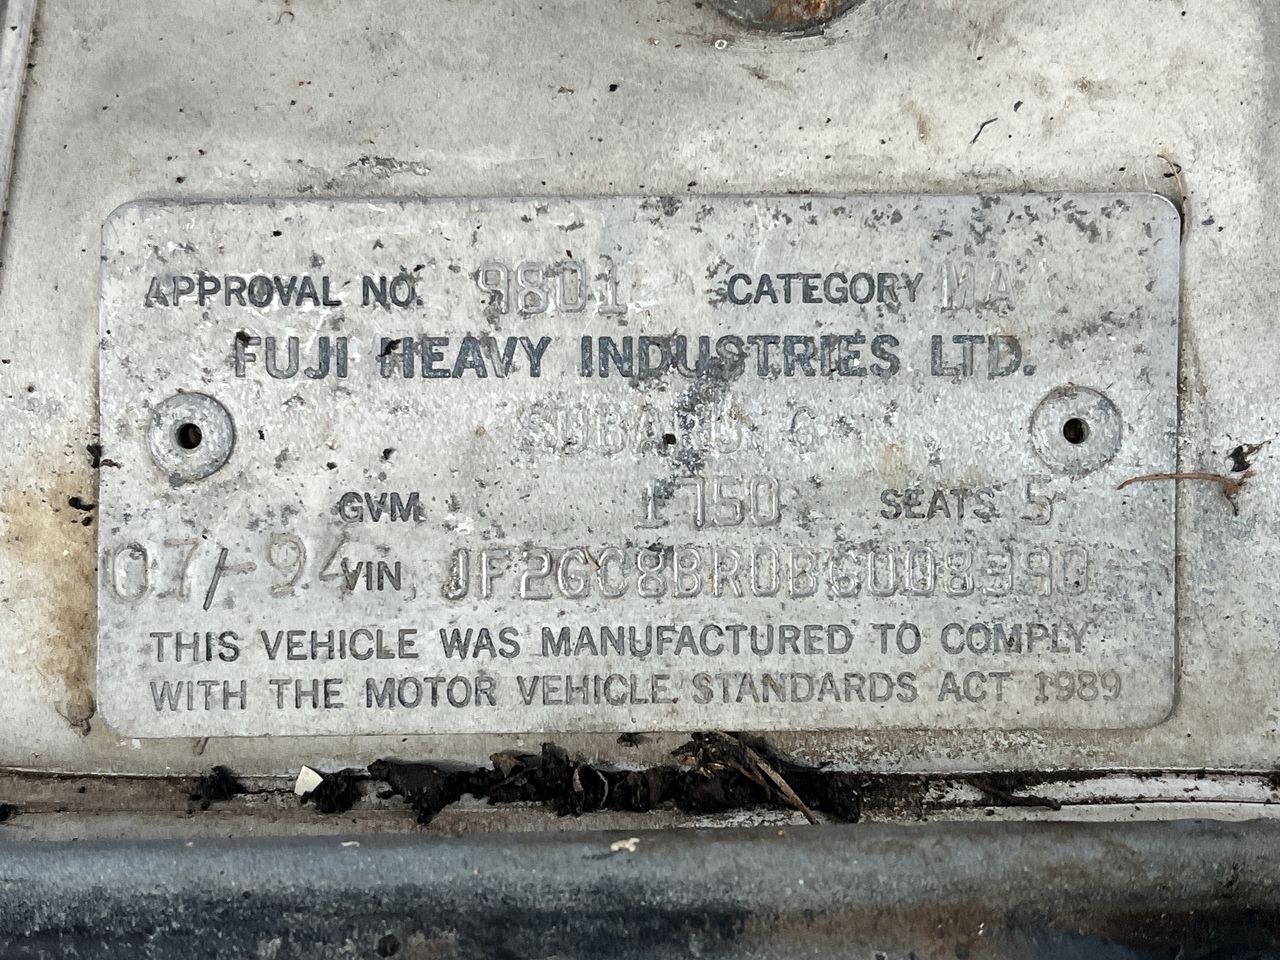 APPROVAL NO. 9801 CATEGORY MA
FUJI HEAVY INDUSTRIES LTD.
SUBARU G
GVM 1750 SEATS 5
07/-94 VIN JF2GC8BR0BG008390
THIS VEHICLE WAS MANUFACTURED TO COMPLY
WITH THE MOTOR VEHICLE STANDARDS ACT 1989